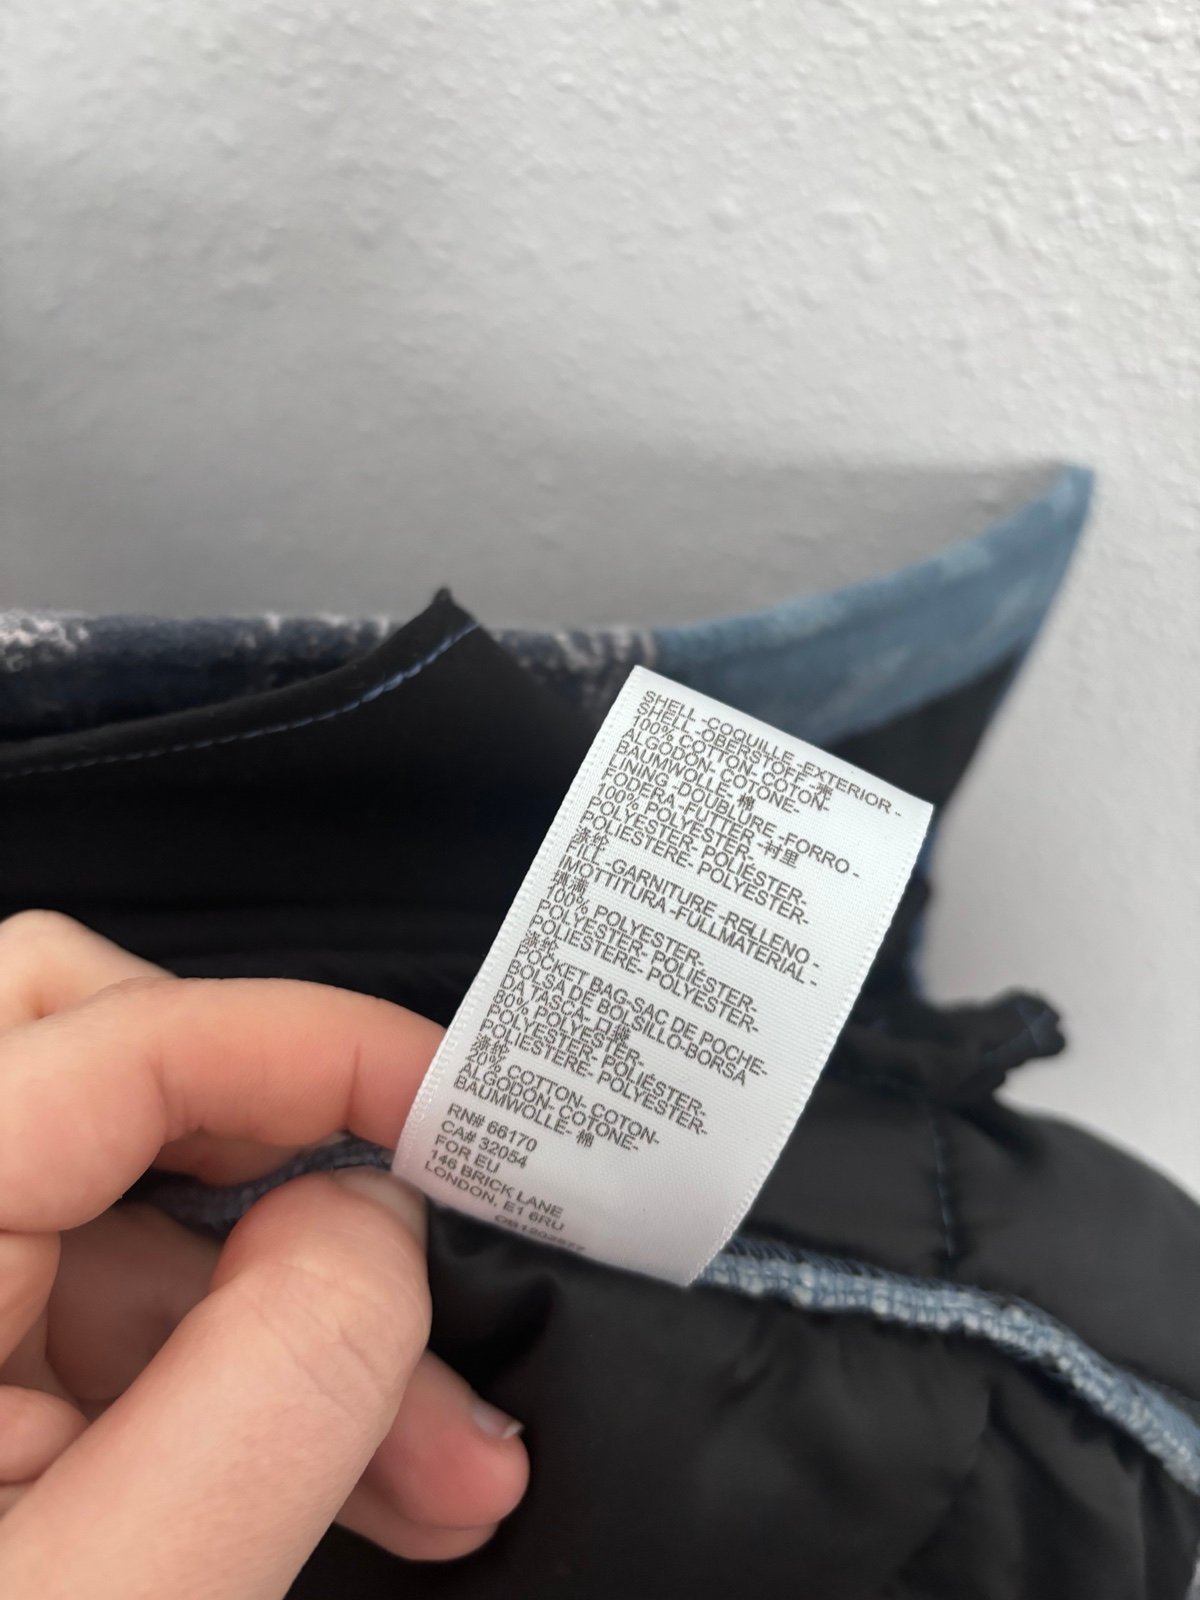 SHELL -COQUILLE -EXTERIOR -
SHELL -OBERSTOFF -壳
100% COTTON- COTON-
ALGODÓN- COTONE-
BAUMWOLLE- 棉
LINING -DOUBLURE -FORRO -
FODERA -FUTTER -衬里
100% POLYESTER-
POLYESTER- POLIÉSTER-
POLIESTERE- POLYESTER-
涤纶
FILL -GARNITURE -RELLENO -
IMOTTITURA -FULLMATERIAL -
填满
100% POLYESTER-
POLYESTER- POLIÉSTER-
POLIESTERE- POLYESTER-
涤纶
POCKET BAG-SAC DE POCHE-
BOLSA DE BOLSILLO-BORSA
DA TASCA- 口袋
80% POLYESTER-
POLYESTER- POLIÉSTER-
POLIESTERE- POLYESTER-
涤纶
20% COTTON- COTON-
ALGODÓN- COTONE-
BAUMWOLLE- 棉
RN# 66170
CA# 32054
FOR EU
146 BRICK LANE
LONDON, E1 6RU